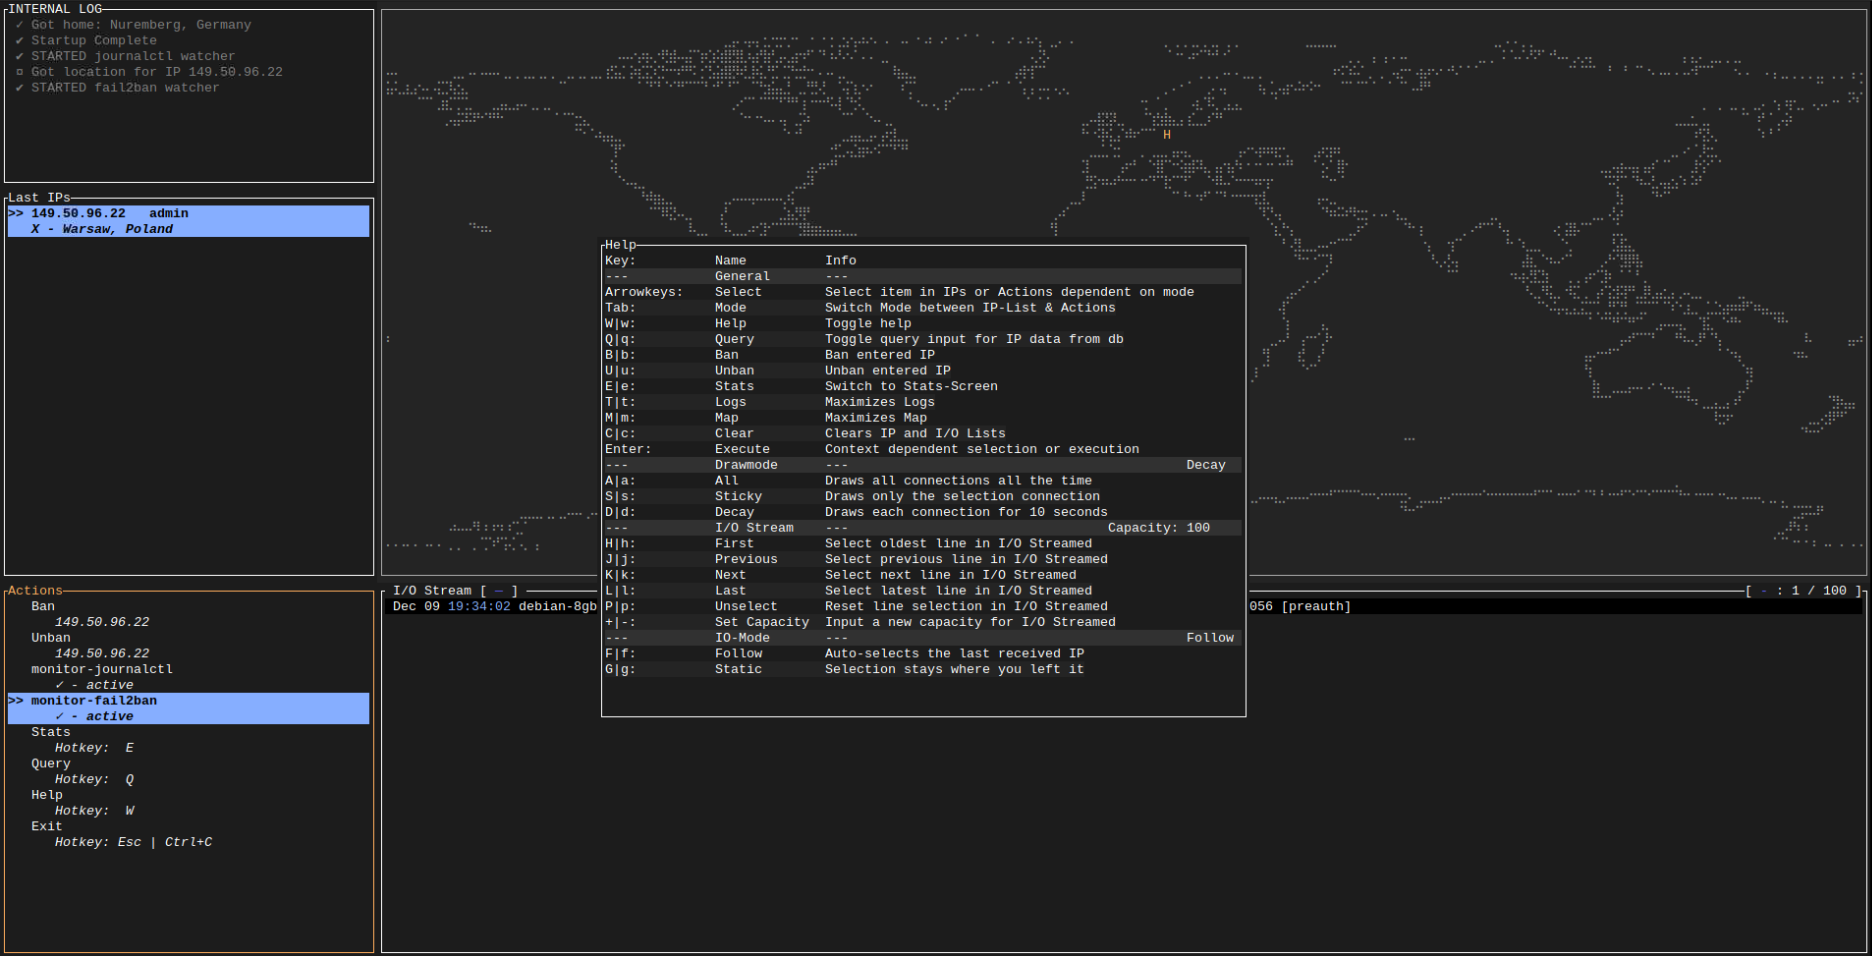 INTERNAL LOG
✓ Got home: Nuremberg, Germany
✔ Startup Complete
✔ STARTED journalctl watcher
¤ Got location for IP 149.50.96.22
✔ STARTED fail2ban watcher
Last IPs
>> 149.50.96.22 admin
X - Warsaw, Poland
Actions
Ban
149.50.96.22
Unban
149.50.96.22
monitor-journalctl
✓ - active
>> monitor-fail2ban
✓ - active
Stats
Hotkey: E
Query
Hotkey: Q
Help
Hotkey: W
Exit
Hotkey: Esc | Ctrl+C
H
Help
Key: Name Info
--- General ---
Arrowkeys: Select Select item in IPs or Actions dependent on mode
Tab: Mode Switch Mode between IP-List & Actions
W|w: Help Toggle help
Q|q: Query Toggle query input for IP data from db
B|b: Ban Ban entered IP
U|u: Unban Unban entered IP
E|e: Stats Switch to Stats-Screen
T|t: Logs Maximizes Logs
M|m: Map Maximizes Map
C|c: Clear Clears IP and I/O Lists
Enter: Execute Context dependent selection or execution
--- Drawmode --- Decay
A|a: All Draws all connections all the time
S|s: Sticky Draws only the selection connection
D|d: Decay Draws each connection for 10 seconds
--- I/O Stream --- Capacity: 100
H|h: First Select oldest line in I/O Streamed
J|j: Previous Select previous line in I/O Streamed
K|k: Next Select next line in I/O Streamed
L|l: Last Select latest line in I/O Streamed
P|p: Unselect Reset line selection in I/O Streamed
+|-: Set Capacity Input a new capacity for I/O Streamed
--- IO-Mode --- Follow
F|f: Follow Auto-selects the last received IP
G|g: Static Selection stays where you left it
I/O Stream [ — ] [ - : 1 / 100 ]
Dec 09 19:34:02 debian-8gb 056 [preauth]